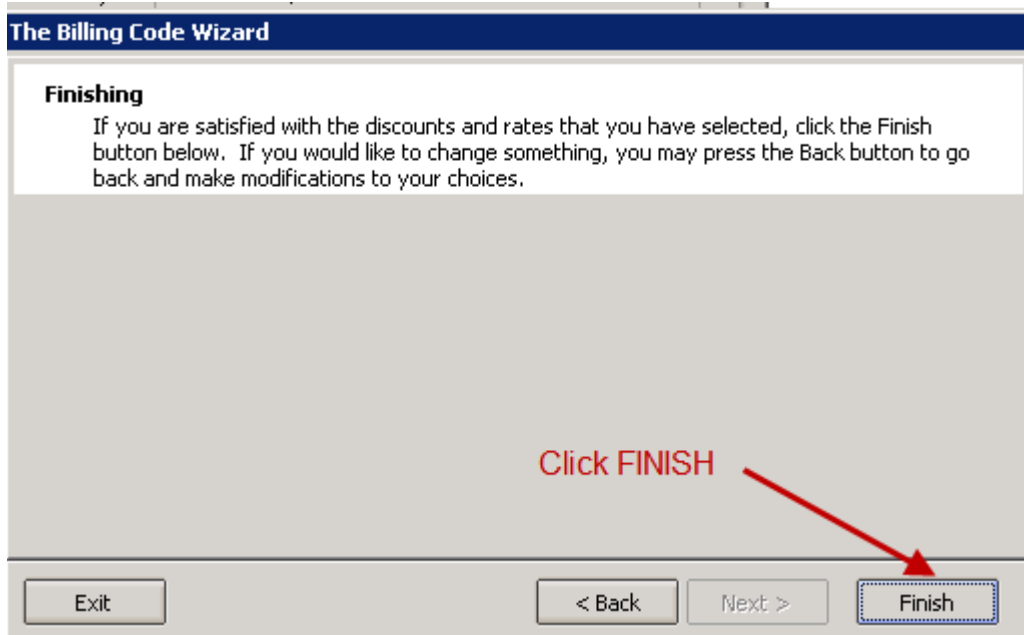 The Billing Code Wizard
Finishing
If you are satisfied with the discounts and rates that you have selected, click the Finish
button below.  If you would like to change something, you may press the Back button to go
back and make modifications to your choices.
Click FINISH
Exit
< Back
Next >
Finish